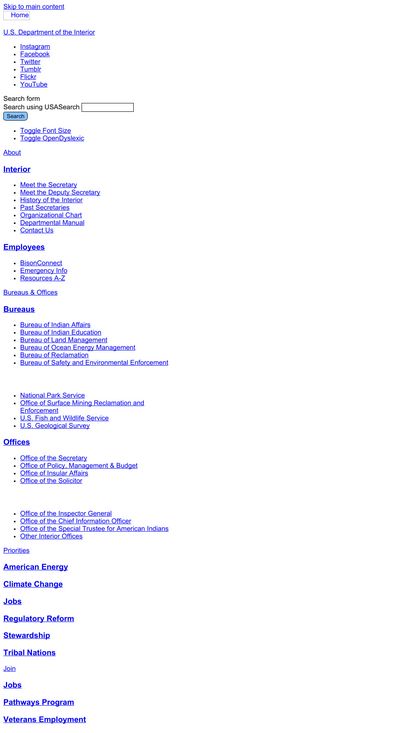 Skip to main content
Home
U.S. Department of the Interior
Instagram
Facebook
Twitter
Tumblr
Flickr
YouTube
Search form
Search using USASearch
Search
Toggle Font Size
Toggle OpenDyslexic
About
Interior
Meet the Secretary
Meet the Deputy Secretary
History of the Interior
Past Secretaries
Organizational Chart
Departmental Manual
Contact Us
Employees
BisonConnect
Emergency Info
Resources A-Z
Bureaus & Offices
Bureaus
Bureau of Indian Affairs
Bureau of Indian Education
Bureau of Land Management
Bureau of Ocean Energy Management
Bureau of Reclamation
Bureau of Safety and Environmental Enforcement
National Park Service
Office of Surface Mining Reclamation and
Enforcement
U.S. Fish and Wildlife Service
U.S. Geological Survey
Offices
Office of the Secretary
Office of Policy, Management & Budget
Office of Insular Affairs
Office of the Solicitor
Office of the Inspector General
Office of the Chief Information Officer
Office of the Special Trustee for American Indians
Other Interior Offices
Priorities
American Energy
Climate Change
Jobs
Regulatory Reform
Stewardship
Tribal Nations
Join
Jobs
Pathways Program
Veterans Employment